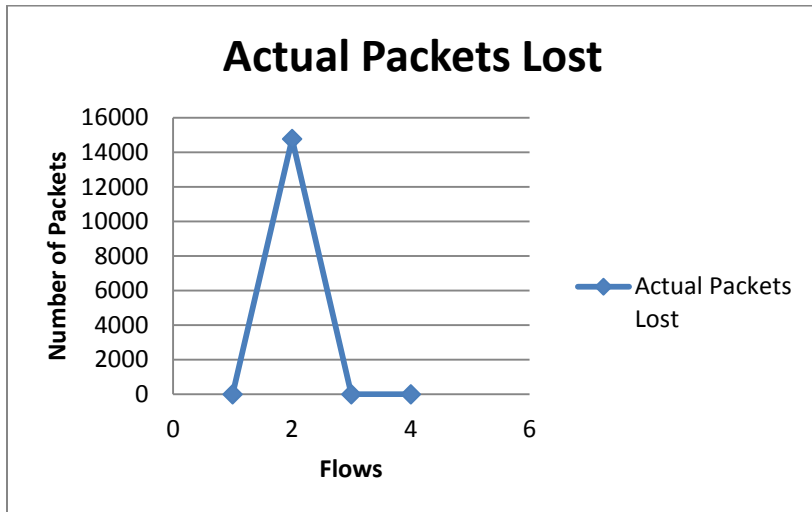 Actual Packets Lost
Number of Packets
16000
14000
12000
10000
8000
6000
4000
2000
0
0 2 4 6
Flows
Actual Packets
Lost